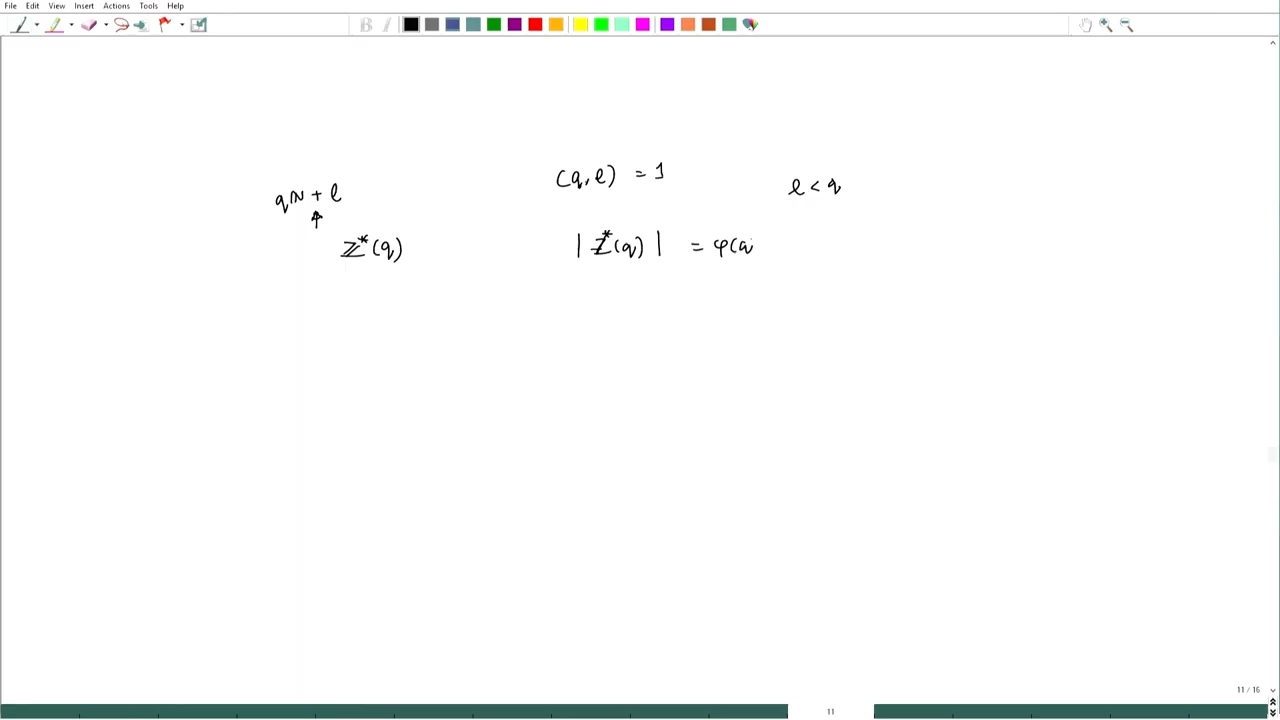 File Edit View Insert Actions Tools Help
B I
(q, l) = 1
qN + l
l < q
↑
ℤ*(q)
|ℤ*(q)| = φ(q
11 / 16
11